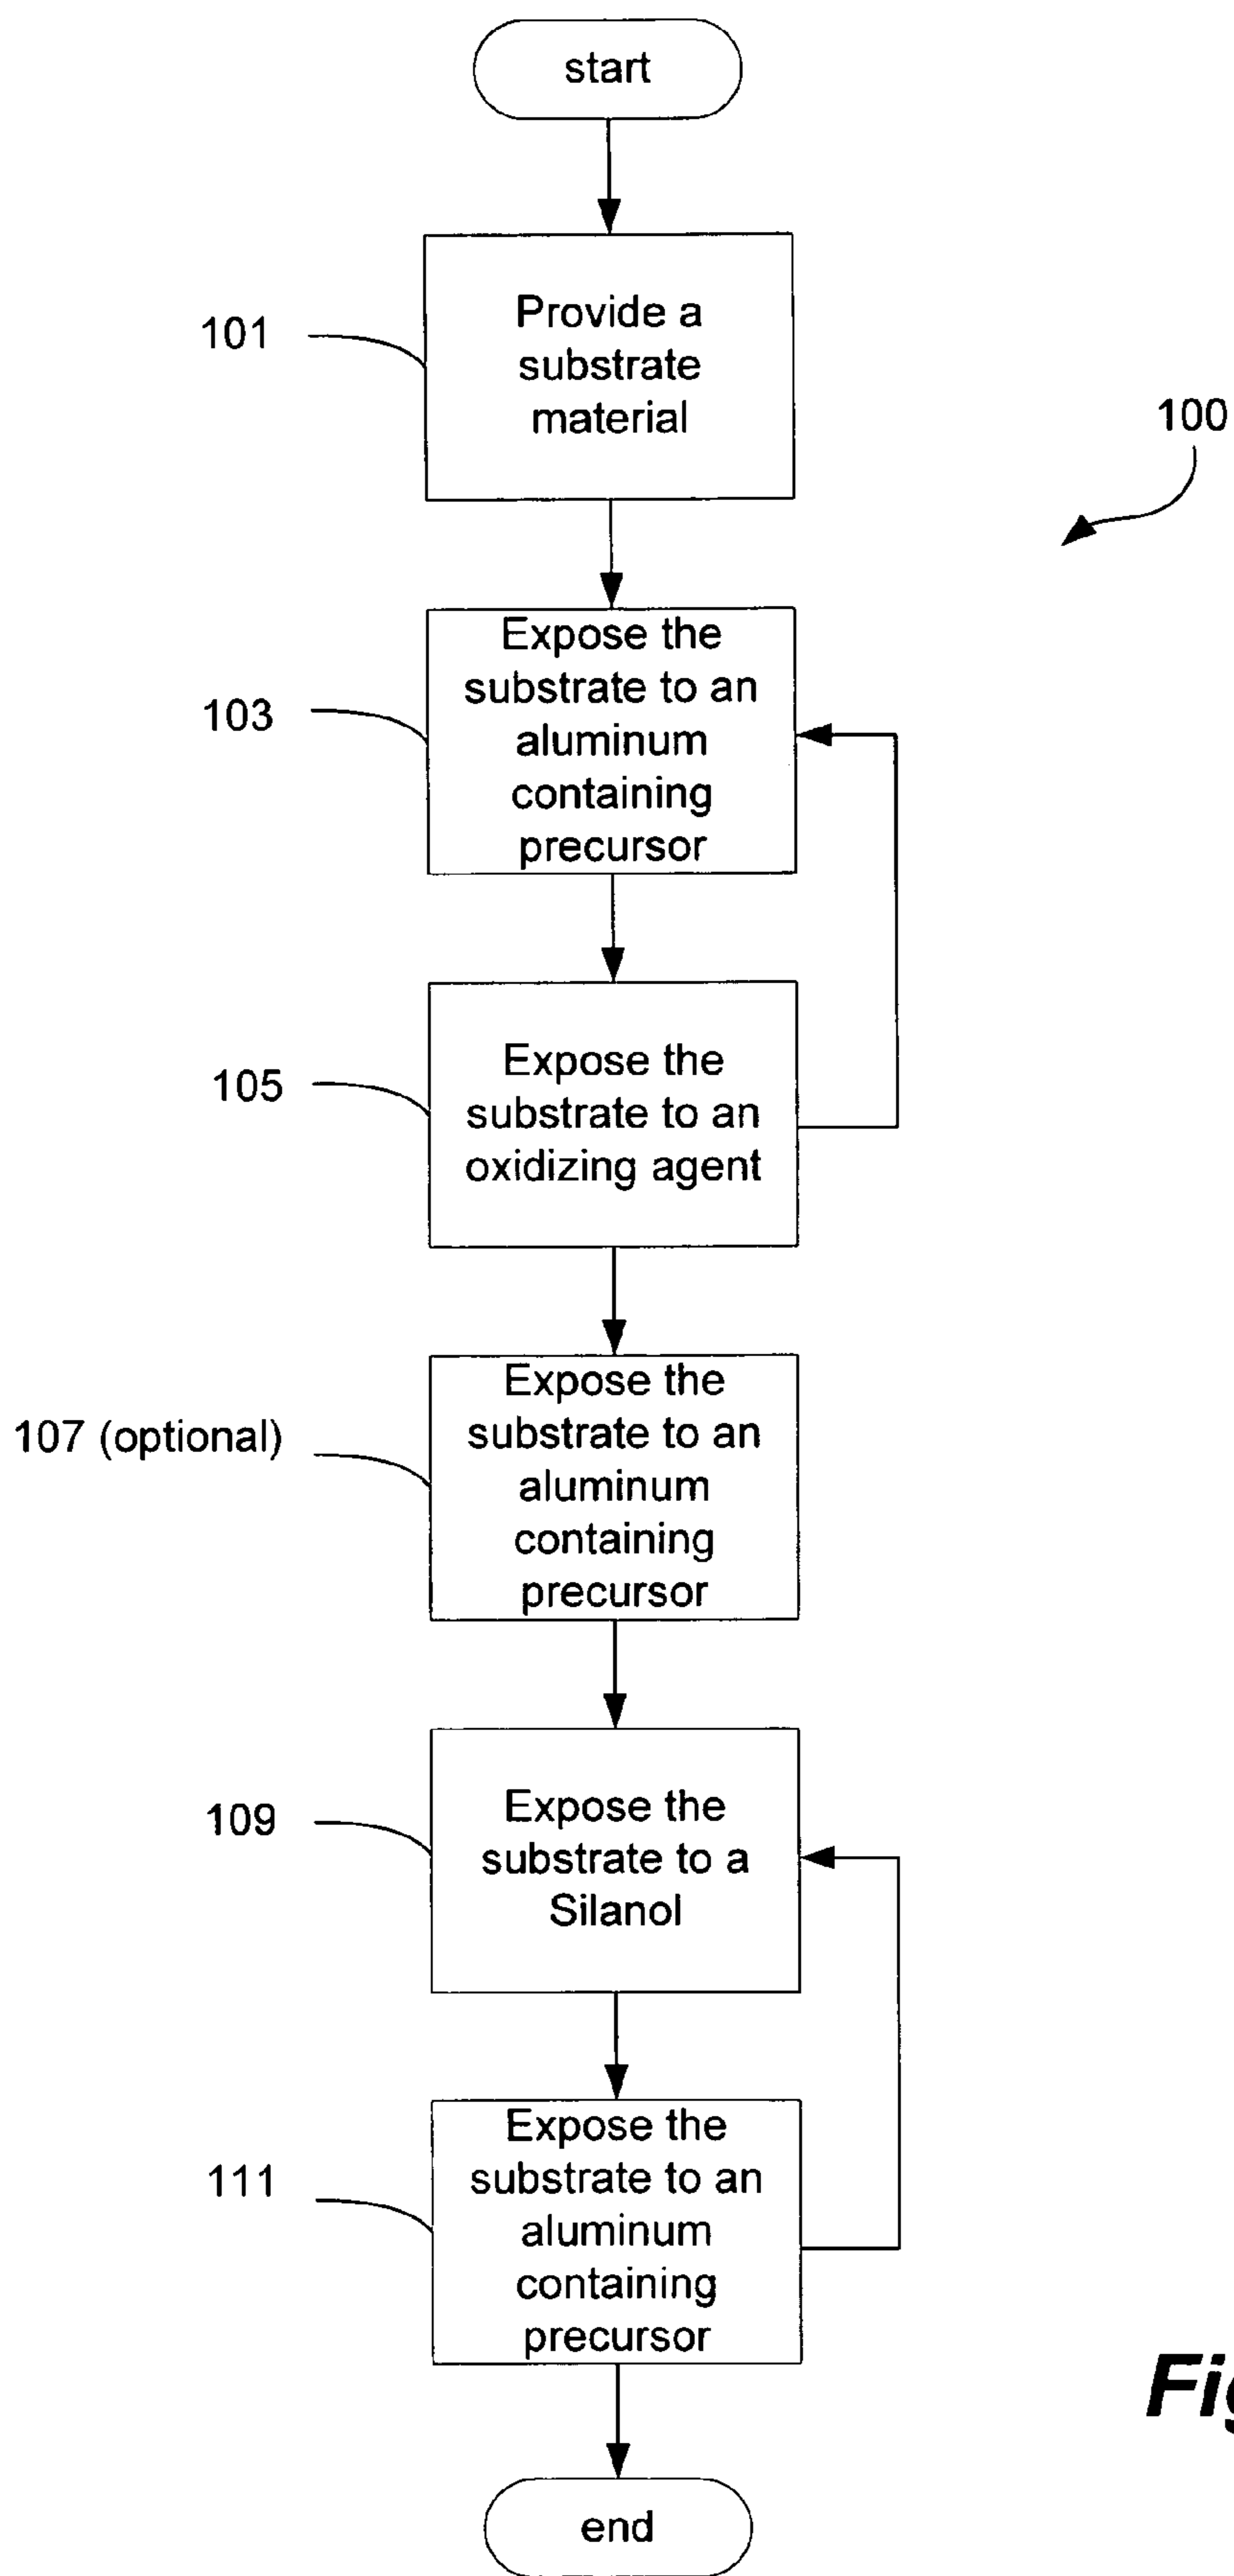 start
Provide a
substrate
material
101
100
Expose the
substrate to an
aluminum
containing
precursor
103
Expose the
substrate to an
oxidizing agent
105
Expose the
substrate to an
aluminum
containing
precursor
107 (optional)
Expose the
substrate to a
Silanol
109
Expose the
substrate to an
aluminum
containing
precursor
111
end